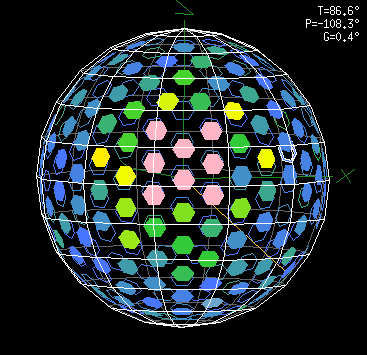 T=86.6°
P=-108.3°
G=0.4°
Z
X